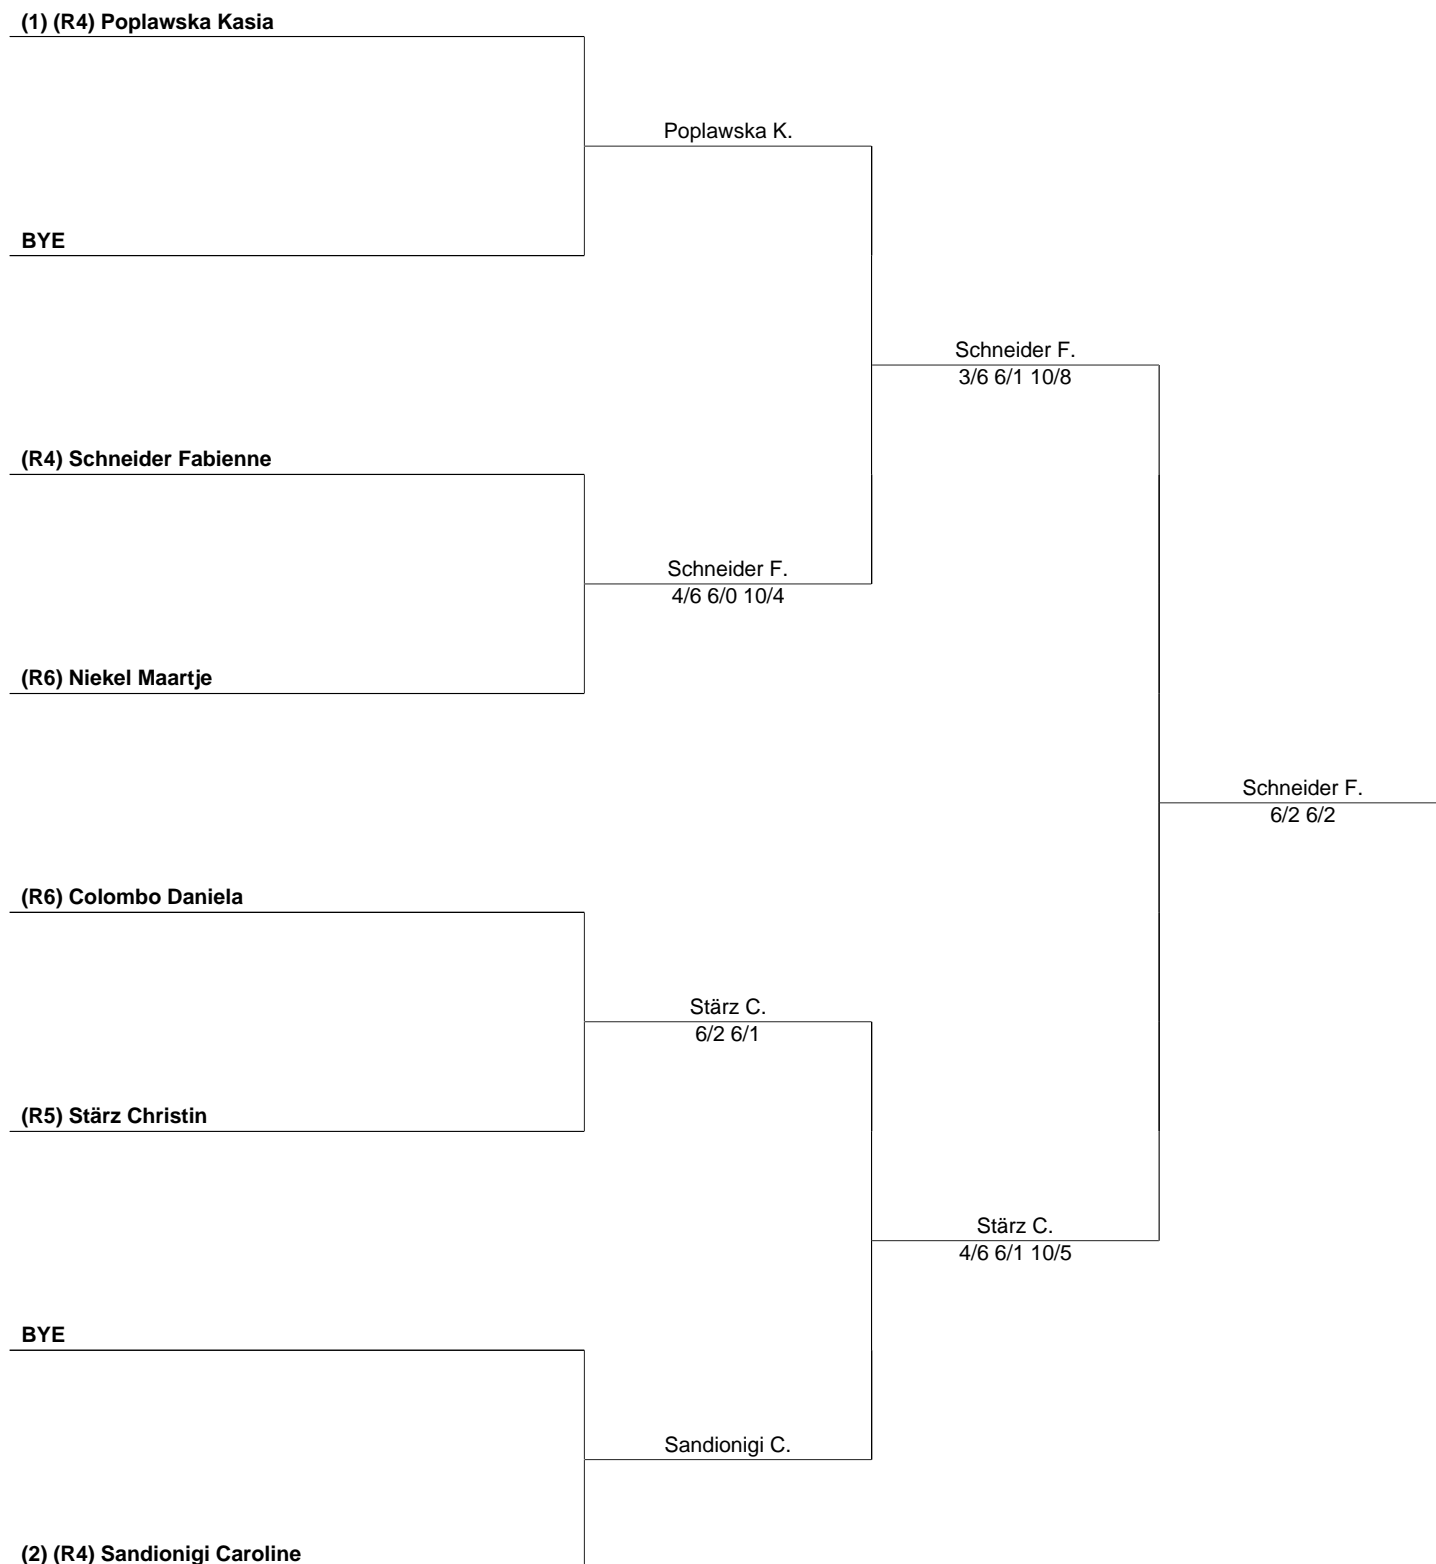 (1) (R4) Poplawska Kasia
Poplawska K.
BYE
Schneider F.
3/6 6/1 10/8
(R4) Schneider Fabienne
Schneider F.
4/6 6/0 10/4
(R6) Niekel Maartje
Schneider F.
6/2 6/2
(R6) Colombo Daniela
Stärz C.
6/2 6/1
(R5) Stärz Christin
Stärz C.
4/6 6/1 10/5
BYE
Sandionigi C.
(2) (R4) Sandionigi Caroline